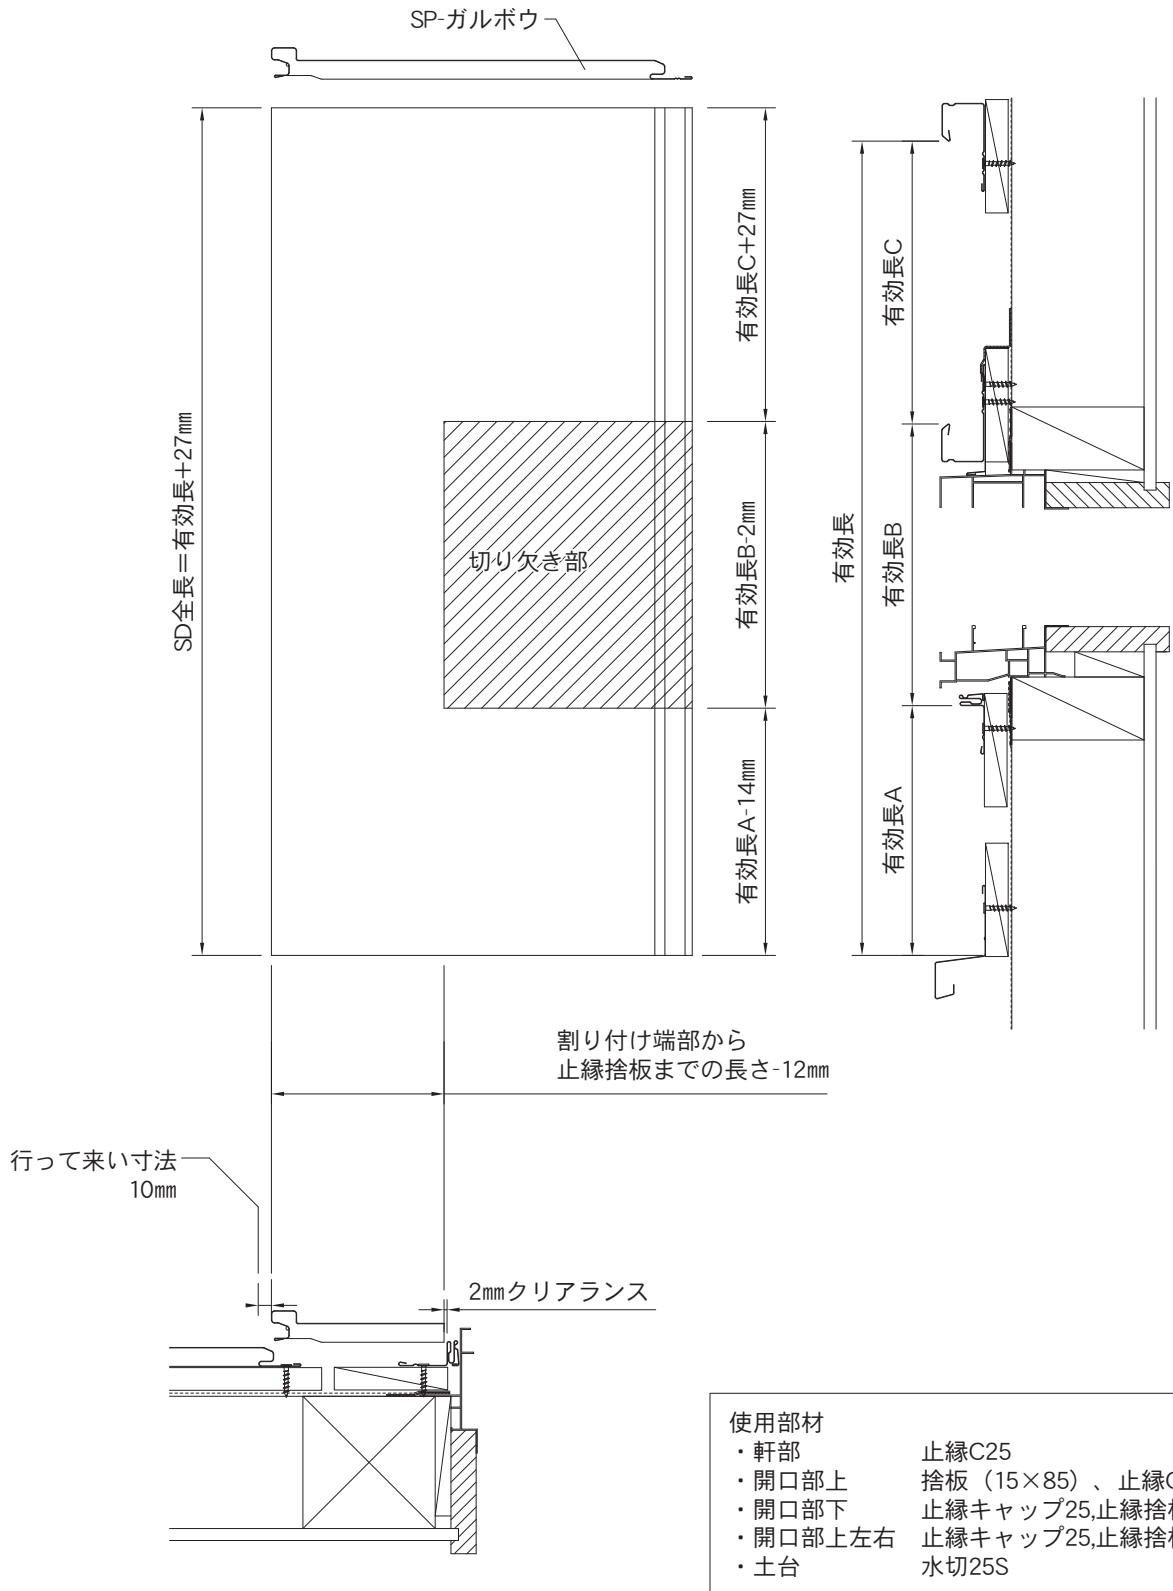 SP-ガルボウ
有効長C+27㎜
有効長C
SD全長＝有効長+27㎜
切り欠き部
有効長B-2㎜
有効長
有効長B
有効長A-14㎜
有効長A
割り付け端部から
止縁捨板までの長さ-12㎜
行って来い寸法
10㎜
2㎜クリアランス
使用部材
・軒部 止縁C25
・開口部上 捨板（15×85）、止縁
・開口部下 止縁キャップ25,止縁捨
・開口部上左右 止縁キャップ25,止縁捨
・土台 水切25S